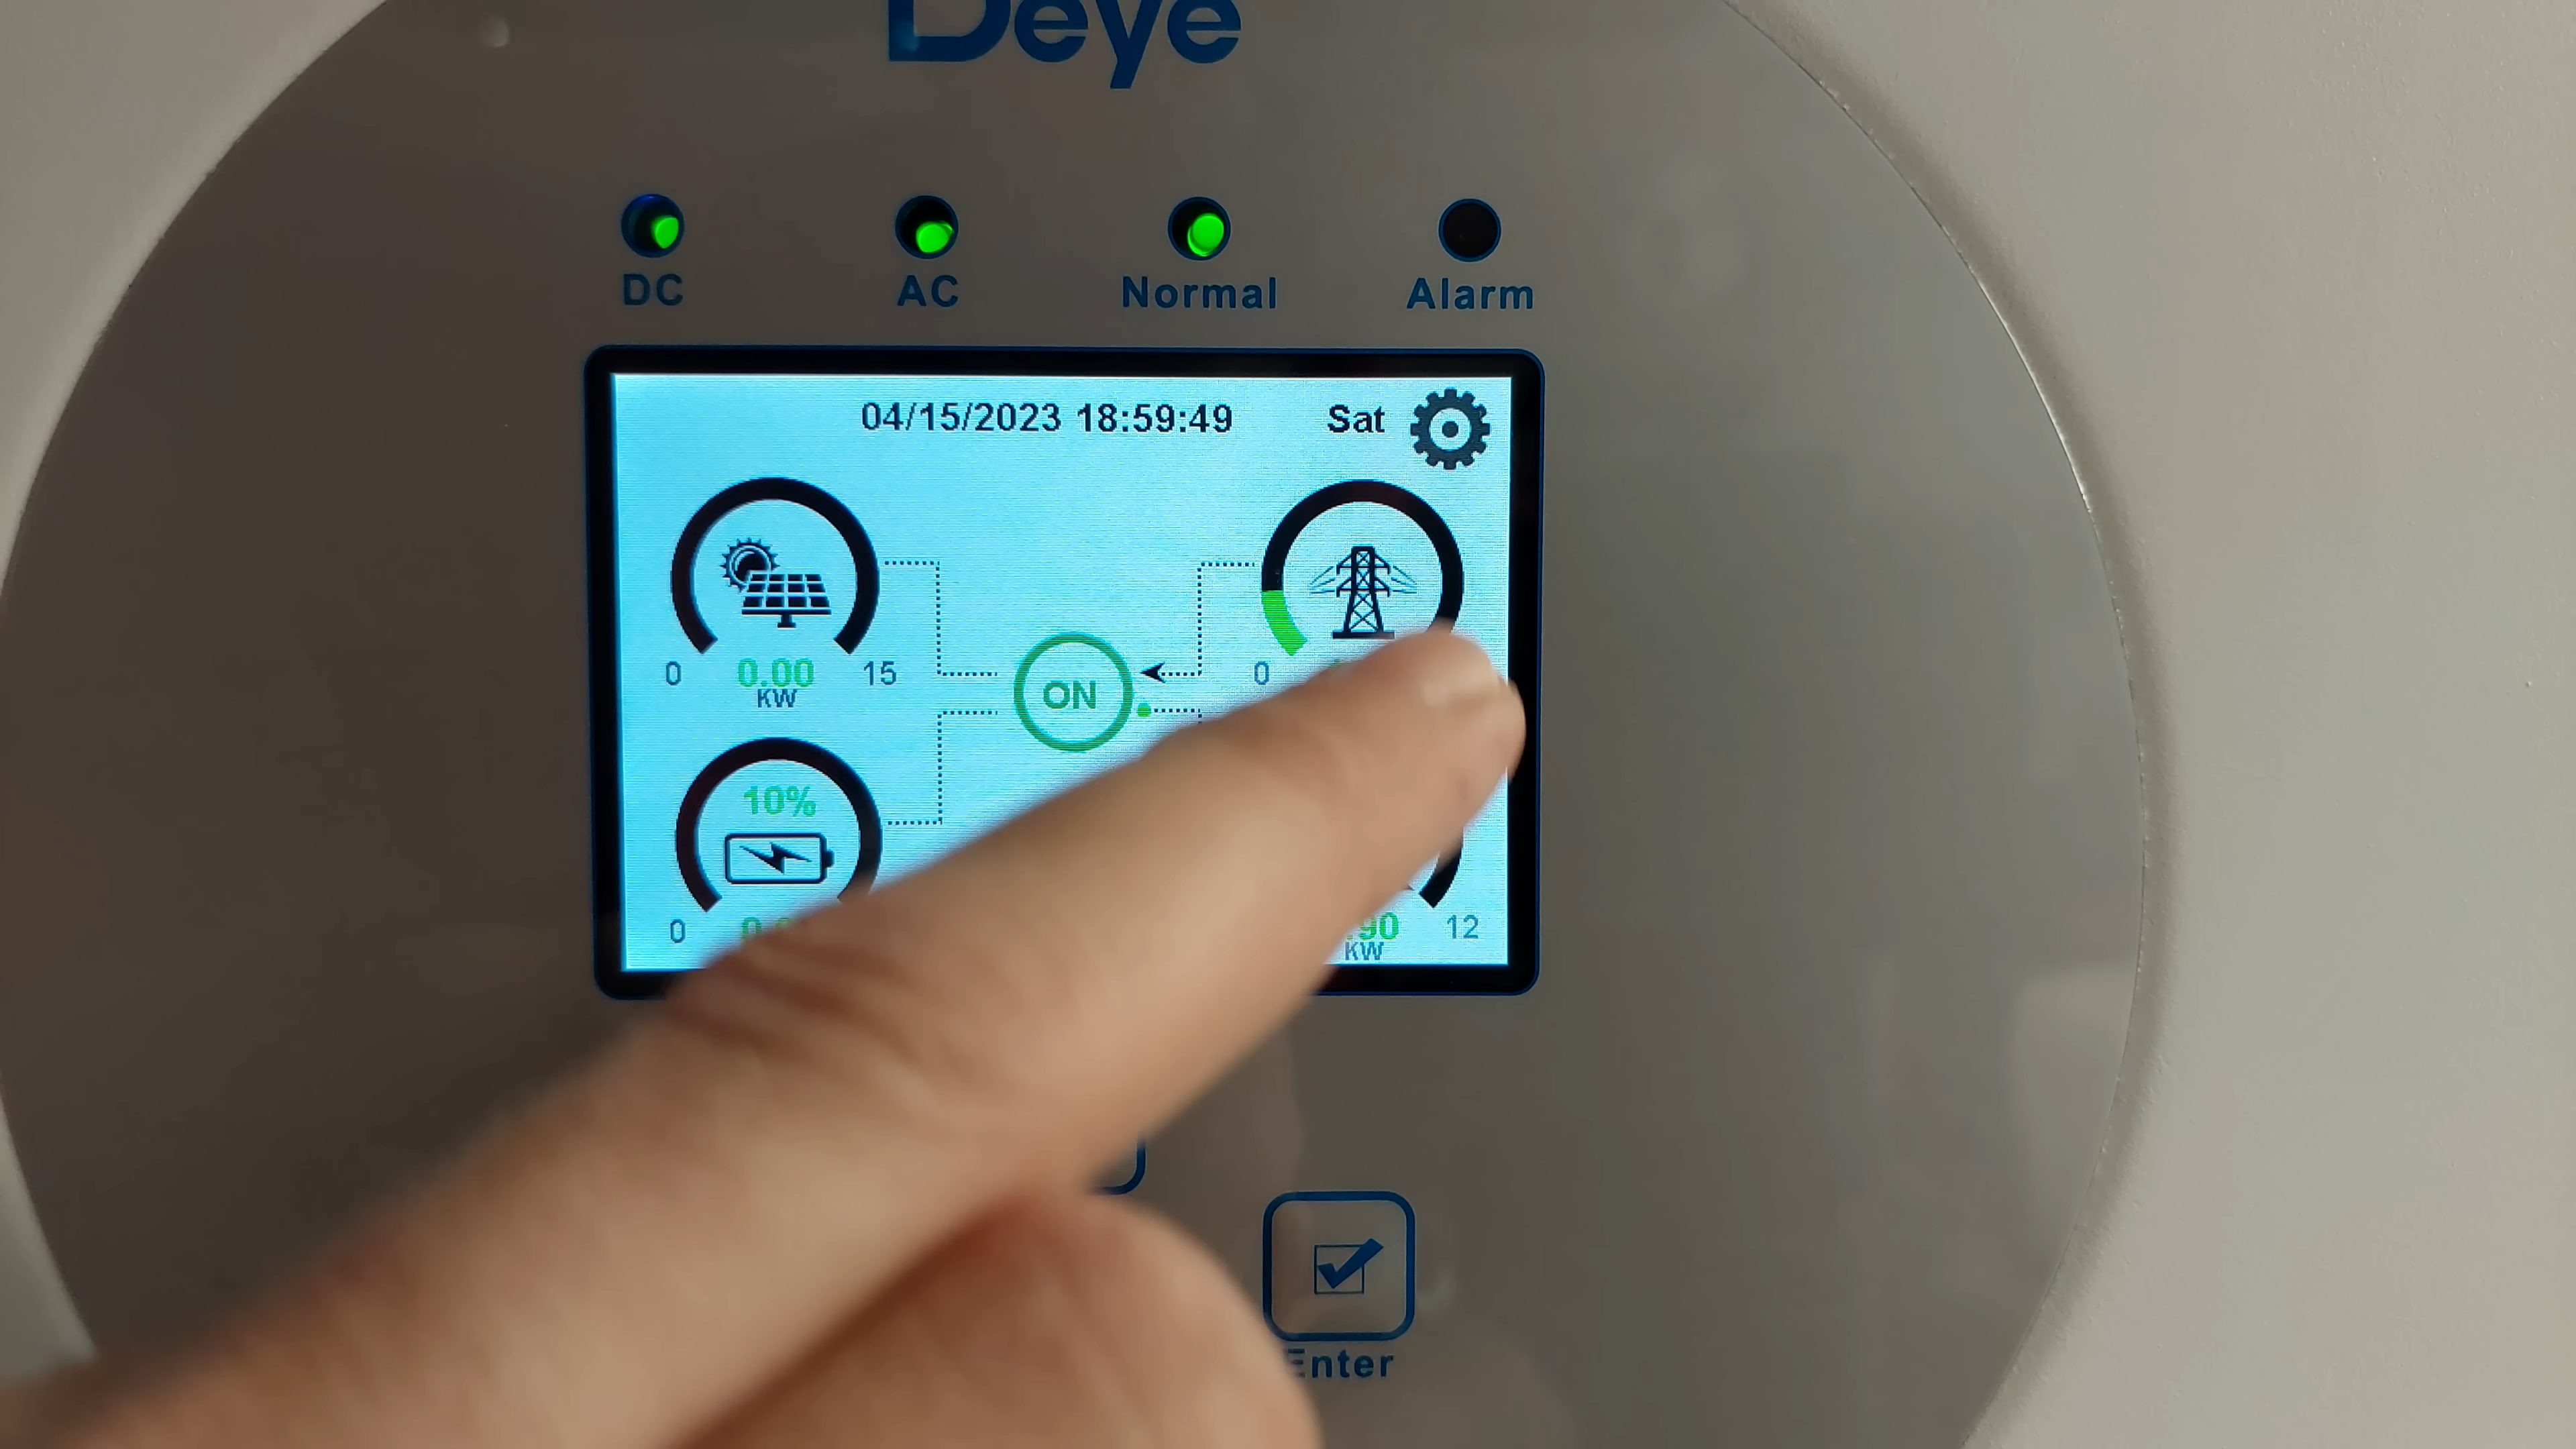 Deye
DC AC Normal Alarm
04/15/2023 18:59:49 Sat
0 0.00 15
KW
ON
0
10%
0
.90 12
KW
Enter